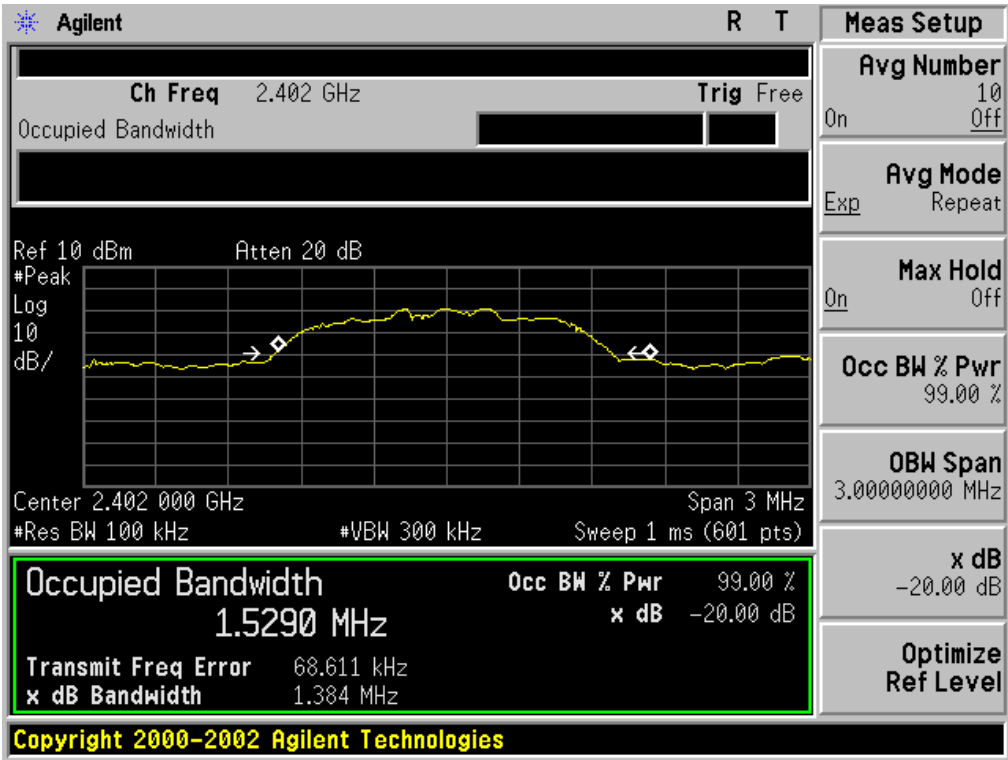 Agilent
R T
Ch Freq 2.402 GHz
Trig Free
Occupied Bandwidth
Ref 10 dBm
Atten 20 dB
#Peak
Log
10
dB/
Center 2.402 000 GHz
Span 3 MHz
#Res BW 100 kHz
#VBW 300 kHz
Sweep 1 ms (601 pts)
Occupied Bandwidth
1.5290 MHz
Occ BW % Pwr 99.00 %
x dB -20.00 dB
Transmit Freq Error 68.611 kHz
x dB Bandwidth 1.384 MHz
Copyright 2000-2002 Agilent Technologies
Meas Setup
Avg Number
10
On Off
Avg Mode
Exp Repeat
Max Hold
On Off
Occ BW % Pwr
99.00 %
OBW Span
3.00000000 MHz
x dB
-20.00 dB
Optimize
Ref Level